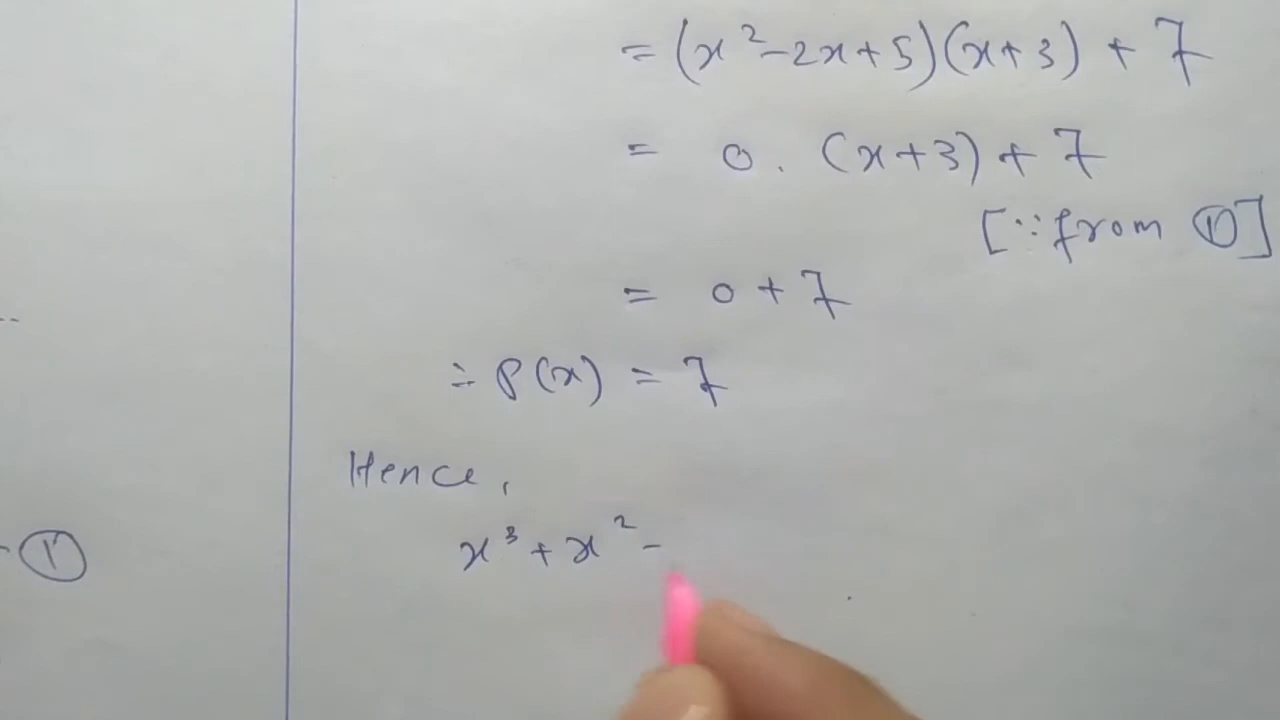 = (x²-2x+5)(x+3) + 7
= 0. (x+3) + 7
[∵ from ①]
= 0 + 7
∴ P(x) = 7
Hence,
x³ + x² -
- ①